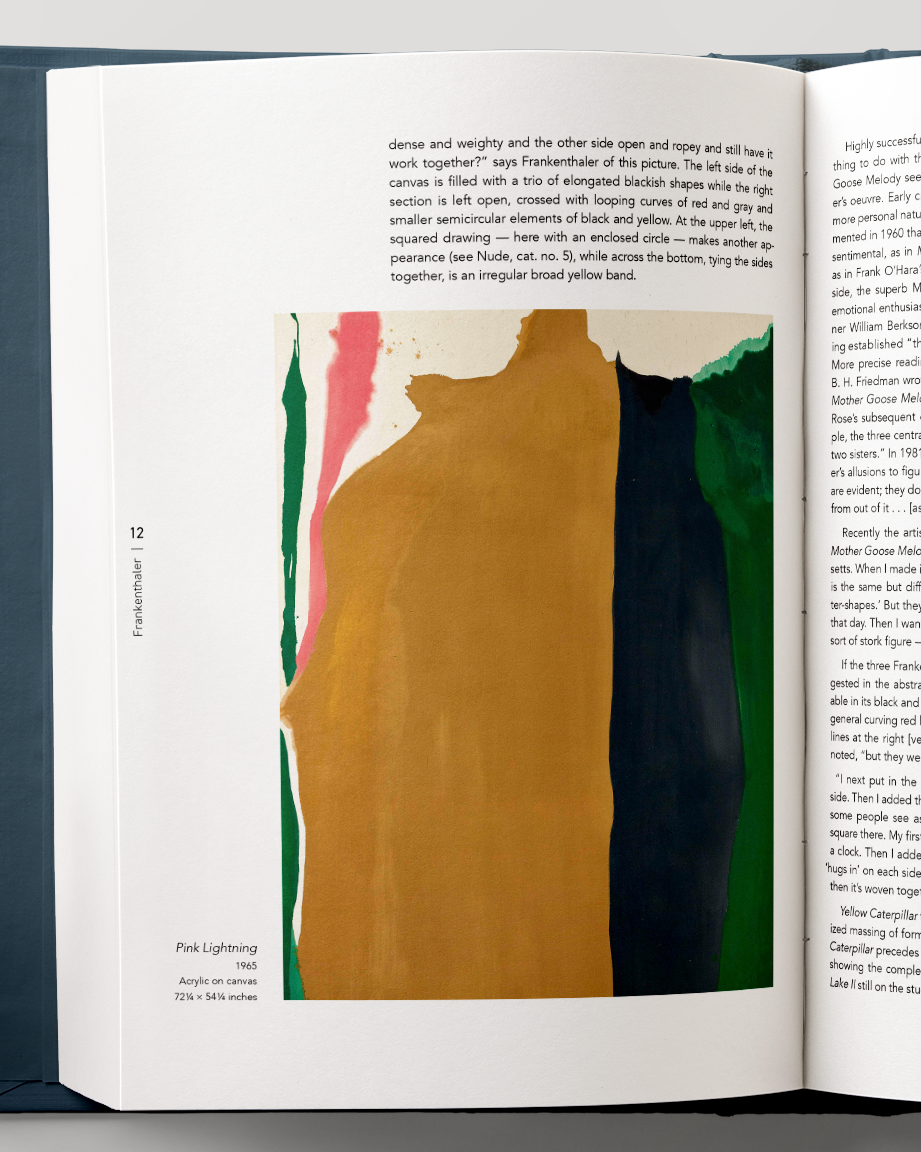 dense and weighty and the other side open and ropey and still have it
work together?” says Frankenthaler of this picture. The left side of the
canvas is filled with a trio of elongated blackish shapes while the right
section is left open, crossed with looping curves of red and gray and
smaller semicircular elements of black and yellow. At the upper left, the
squared drawing — here with an enclosed circle — makes another ap-
pearance (see Nude, cat. no. 5), while across the bottom, tying the sides
together, is an irregular broad yellow band.
Frankenthaler | 12
Pink Lightning
1965
Acrylic on canvas
72¼ × 54¼ inches
Highly successfu
thing to do with th
Goose Melody see
er’s oeuvre. Early c
more personal natu
mented in 1960 tha
sentimental, as in M
as in Frank O’Hara’
side, the superb M
emotional enthusia
ner William Berkso
ing established “th
More precise readi
B. H. Friedman wro
Mother Goose Melo
Rose’s subsequent
ple, the three centra
two sisters.” In 1981
er’s allusions to figu
are evident; they do
from out of it . . . [as
Recently the artis
Mother Goose Melo
setts. When I made i
is the same but diff
ter-shapes.’ But they
that day. Then I wan
sort of stork figure —
If the three Franke
gested in the abstra
able in its black and
general curving red l
lines at the right [ve
noted, “but they we
“I next put in the
side. Then I added th
some people see as
square there. My firs
a clock. Then I adde
‘hugs in’ on each side
then it’s woven toge
Yellow Caterpillar
ized massing of form
Caterpillar precedes
showing the comple
Lake II still on the stu